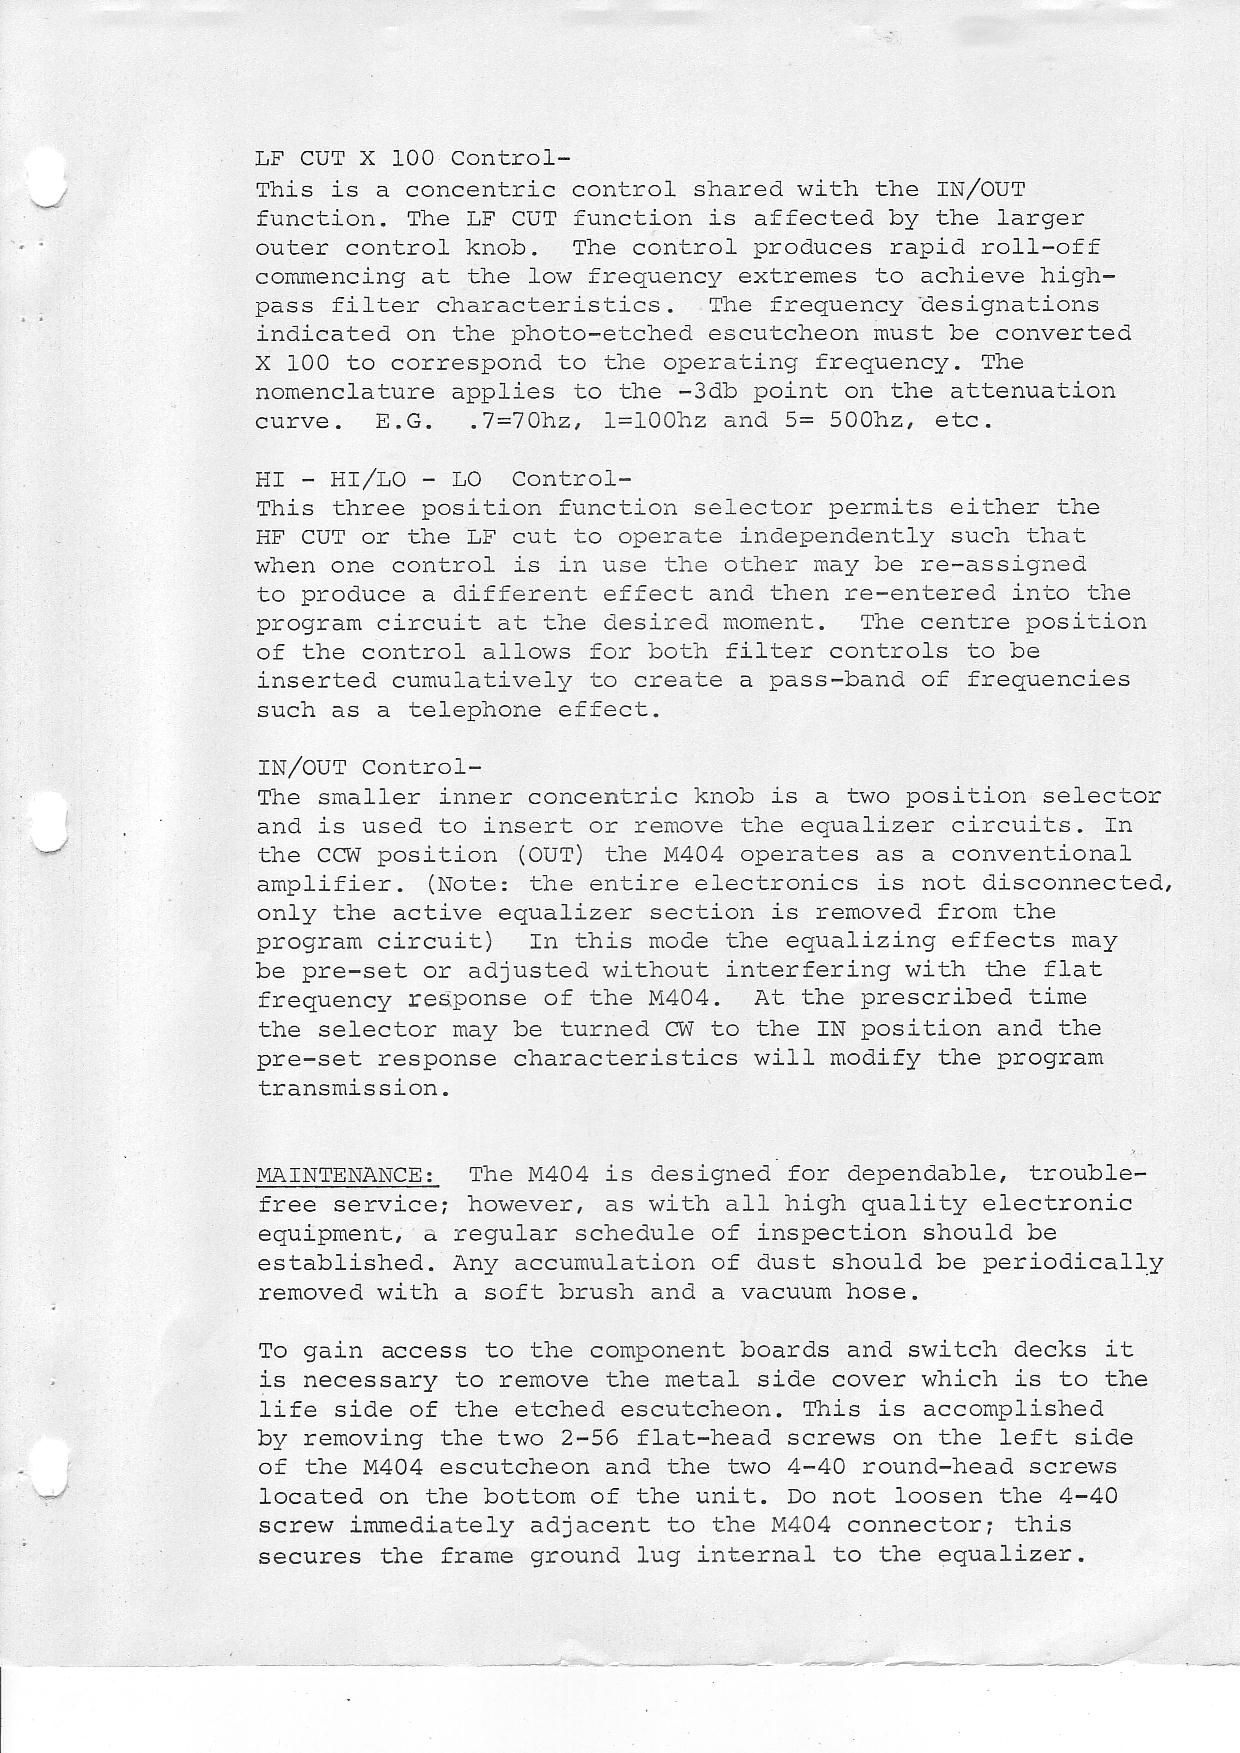 LF CUT X 100 Control-
This is a concentric control shared with the IN/OUT
function. The LF CUT function is affected by the larger
outer control knob.  The control produces rapid roll-off
commencing at the low frequency extremes to achieve high-
pass filter characteristics.  The frequency designations
indicated on the photo-etched escutcheon must be converted
X 100 to correspond to the operating frequency. The
nomenclature applies to the -3db point on the attenuation
curve.  E.G.  .7=70hz, 1=100hz and 5= 500hz, etc.

HI - HI/LO - LO  Control-
This three position function selector permits either the
HF CUT or the LF cut to operate independently such that
when one control is in use the other may be re-assigned
to produce a different effect and then re-entered into the
program circuit at the desired moment.  The centre position
of the control allows for both filter controls to be
inserted cumulatively to create a pass-band of frequencies
such as a telephone effect.

IN/OUT Control-
The smaller inner concentric knob is a two position selector
and is used to insert or remove the equalizer circuits. In
the CCW position (OUT) the M404 operates as a conventional
amplifier. (Note: the entire electronics is not disconnected,
only the active equalizer section is removed from the
program circuit)  In this mode the equalizing effects may
be pre-set or adjusted without interfering with the flat
frequency response of the M404.  At the prescribed time
the selector may be turned CW to the IN position and the
pre-set response characteristics will modify the program
transmission.

MAINTENANCE:  The M404 is designed for dependable, trouble-
free service; however, as with all high quality electronic
equipment, a regular schedule of inspection should be
established. Any accumulation of dust should be periodically
removed with a soft brush and a vacuum hose.

To gain access to the component boards and switch decks it
is necessary to remove the metal side cover which is to the
life side of the etched escutcheon. This is accomplished
by removing the two 2-56 flat-head screws on the left side
of the M404 escutcheon and the two 4-40 round-head screws
located on the bottom of the unit. Do not loosen the 4-40
screw immediately adjacent to the M404 connector; this
secures the frame ground lug internal to the equalizer.